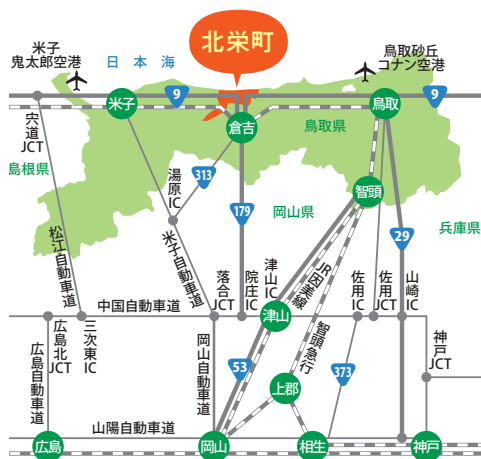 米子
鬼太郎空港
日本海
北栄町
鳥取砂丘
コナン空港
9
米子
9
鳥取
倉吉
鳥取県
宍道
JCT
島根県
湯原
IC
313
智頭
179
岡山県
兵庫県
29
松江自動車道
米子自動車道
落合
JCT
院庄
IC
津山
IC
JR因美線
佐用
IC
佐用
JCT
山崎
IC
中国自動車道
津山
広島北
JCT
三次東
IC
智頭急行
神戸
JCT
広島自動車道
岡山自動車道
53
373
上郡
山陽自動車道
広島
岡山
相生
神戸